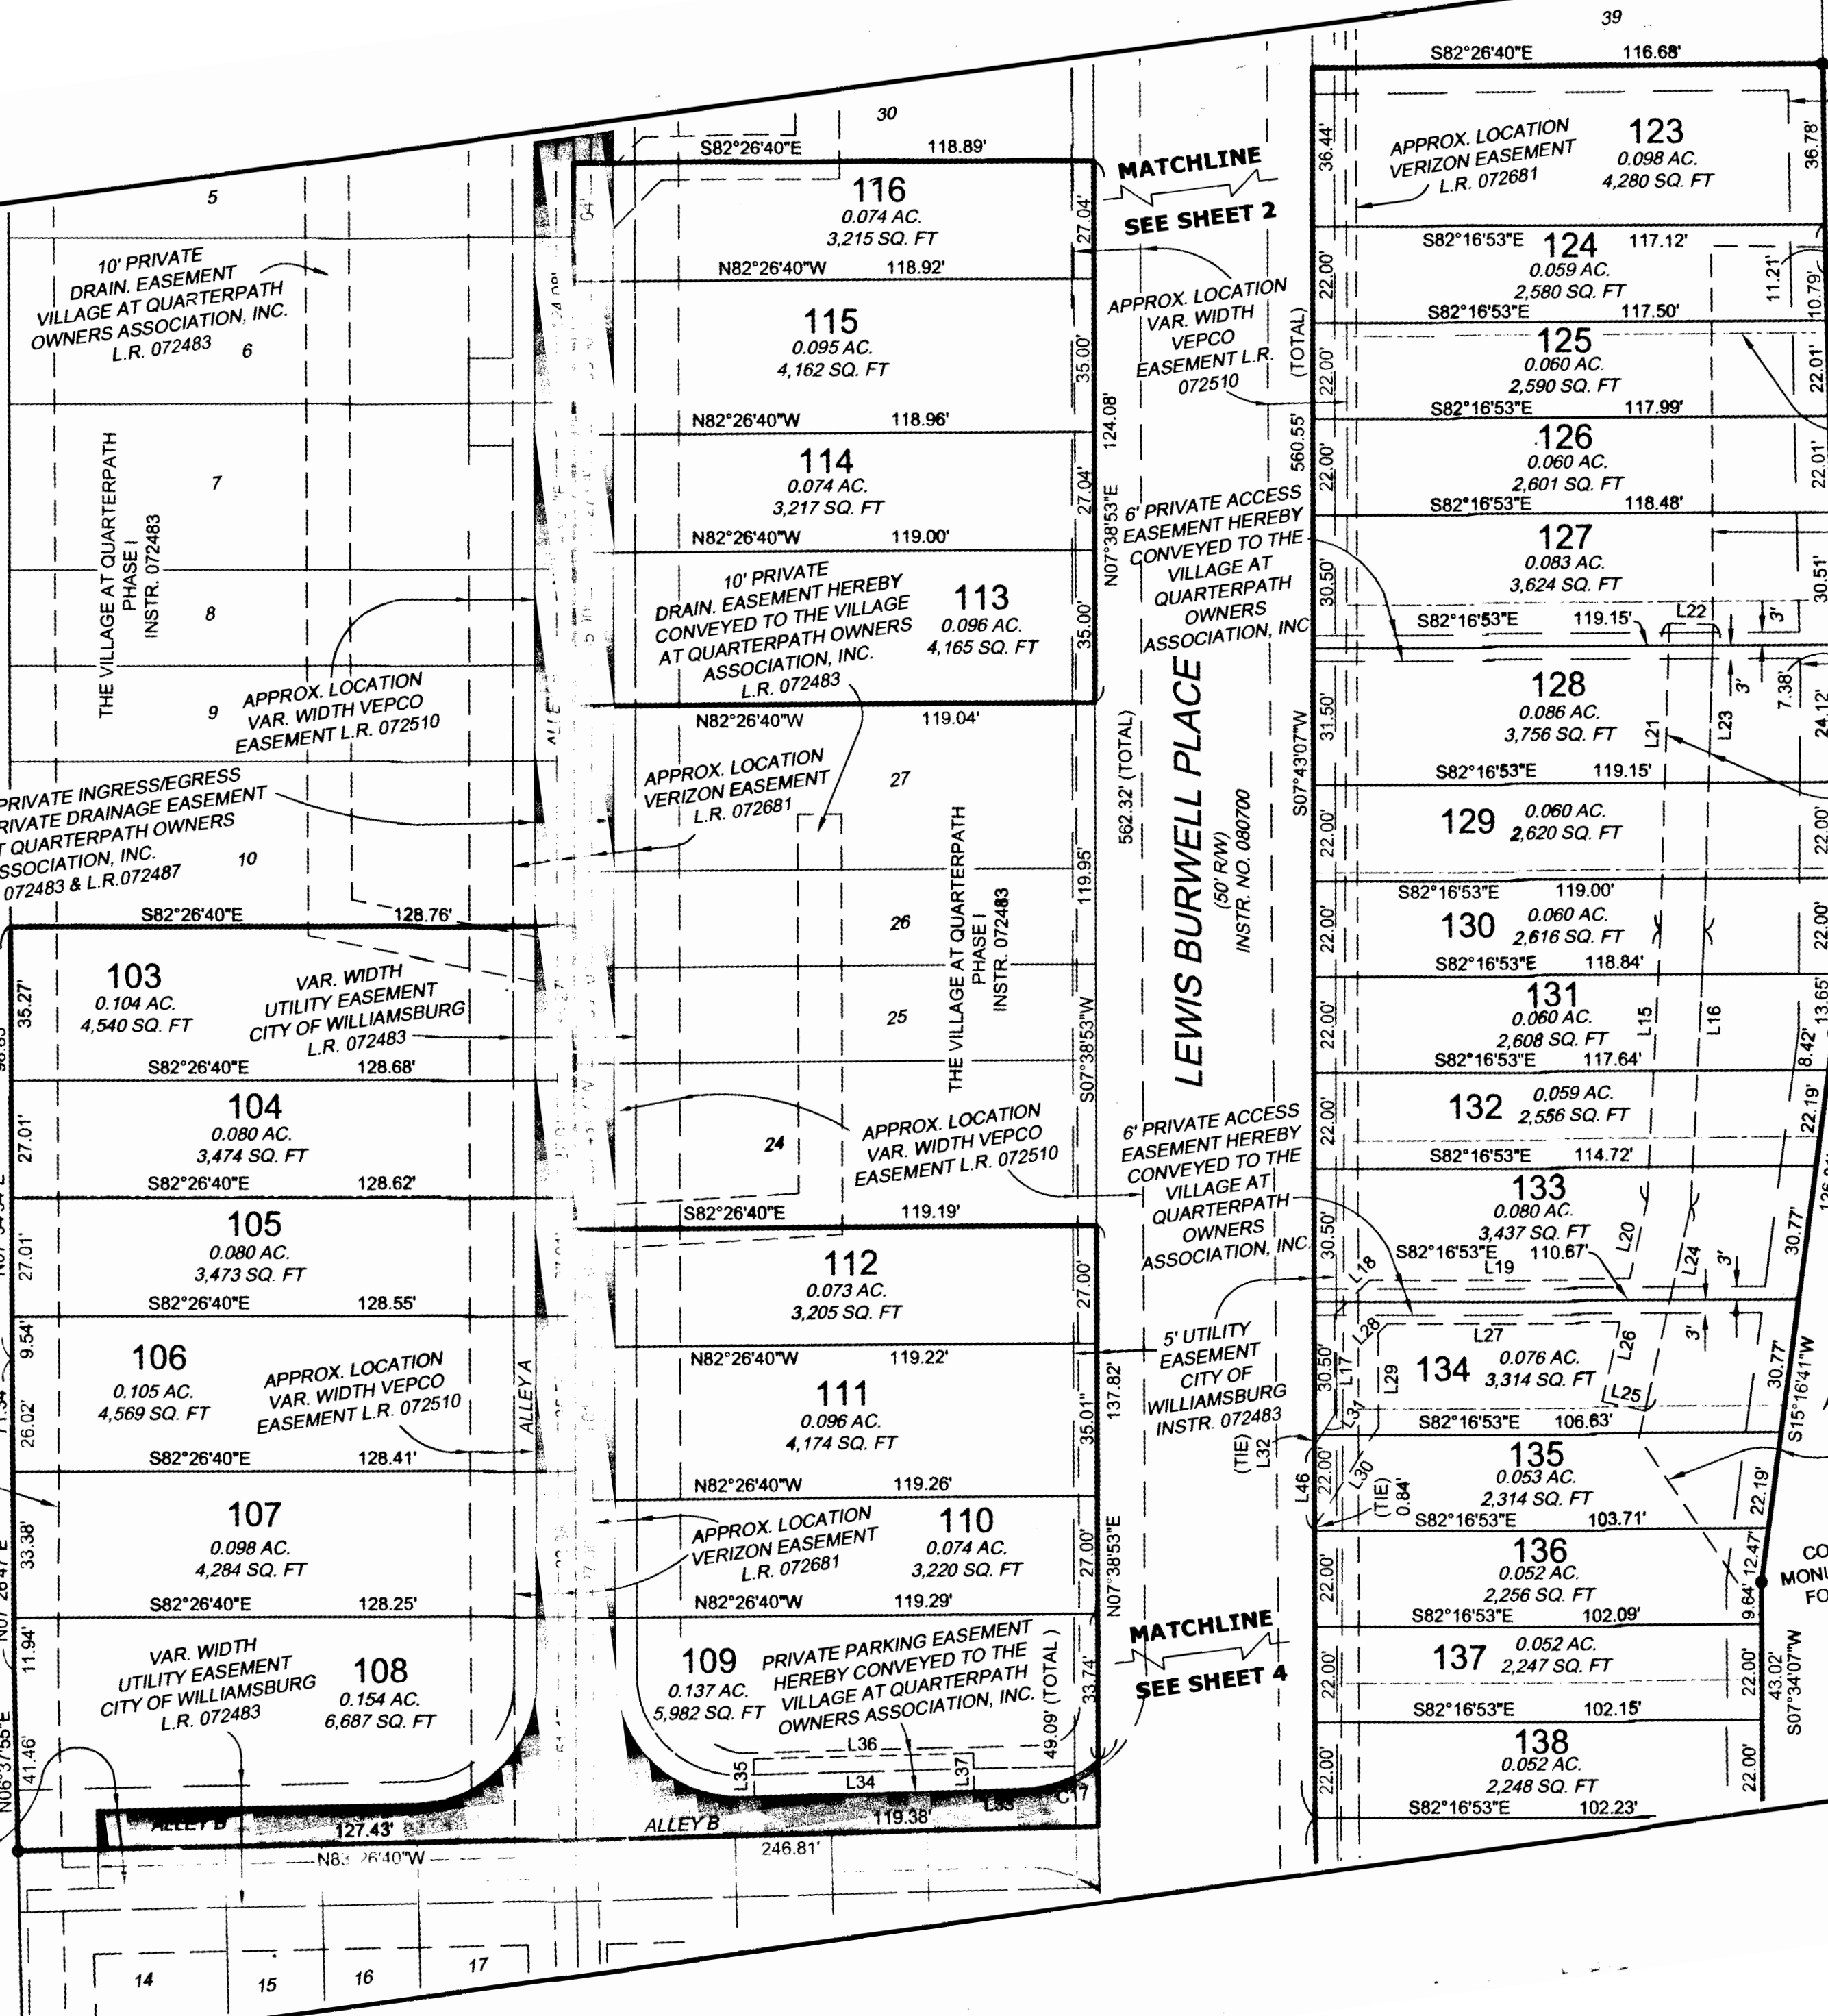 39
S82°26'40"E 116.68'
30
S82°26'40"E 118.89'
MATCHLINE
SEE SHEET 2
5
10' PRIVATE
DRAIN. EASEMENT
VILLAGE AT QUARTERPATH
OWNERS ASSOCIATION, INC.
L.R. 072483
6
7
8
9
10
THE VILLAGE AT QUARTERPATH
PHASE I
INSTR. 072483
APPROX. LOCATION
VAR. WIDTH VEPCO
EASEMENT L.R. 072510
PRIVATE INGRESS/EGRESS
PRIVATE DRAINAGE EASEMENT
QUARTERPATH OWNERS
ASSOCIATION, INC.
072483 & L.R.072487
S82°26'40"E 128.76'
103
0.104 AC.
4,540 SQ. FT
35.27'
VAR. WIDTH
UTILITY EASEMENT
CITY OF WILLIAMSBURG
L.R. 072483
S82°26'40"E 128.68'
104
0.080 AC.
3,474 SQ. FT
27.01'
S82°26'40"E 128.62'
105
0.080 AC.
3,473 SQ. FT
27.01'
S82°26'40"E 128.55'
9.54'
106
0.105 AC.
4,569 SQ. FT
26.02'
APPROX. LOCATION
VAR. WIDTH VEPCO
EASEMENT L.R. 072510
ALLEY A
S82°26'40"E 128.41'
107
0.098 AC.
4,284 SQ. FT
33.38'
S82°26'40"E 128.25'
11.94'
VAR. WIDTH
UTILITY EASEMENT
CITY OF WILLIAMSBURG
L.R. 072483
108
0.154 AC.
6,687 SQ. FT
41.46'
N06°37'55"E
ALLEY B
127.43'
ALLEY B
119.38'
246.81'
14
15
16
17
116
0.074 AC.
3,215 SQ. FT
27.04'
N82°26'40"W 118.92'
115
0.095 AC.
4,162 SQ. FT
35.00'
N82°26'40"W 118.96'
114
0.074 AC.
3,217 SQ. FT
27.04'
124.08'
N07°38'53"E
N82°26'40"W 119.00'
10' PRIVATE
DRAIN. EASEMENT HEREBY
CONVEYED TO THE VILLAGE
AT QUARTERPATH OWNERS
ASSOCIATION, INC.
L.R. 072483
113
0.096 AC.
4,165 SQ. FT
35.00'
N82°26'40"W 119.04'
APPROX. LOCATION
VERIZON EASEMENT
L.R. 072681
27
26
25
24
THE VILLAGE AT QUARTERPATH
PHASE I
INSTR. 072483
119.95'
S07°38'53"W
562.32' (TOTAL)
APPROX. LOCATION
VAR. WIDTH VEPCO
EASEMENT L.R. 072510
S82°26'40"E 119.19'
112
0.073 AC.
3,205 SQ. FT
27.00'
N82°26'40"W 119.22'
111
0.096 AC.
4,174 SQ. FT
35.01"
137.82'
N82°26'40"W 119.26'
APPROX. LOCATION
VERIZON EASEMENT
L.R. 072681
110
0.074 AC.
3,220 SQ. FT
27.00'
N07°38'53"E
N82°26'40"W 119.29'
109
0.137 AC.
5,982 SQ. FT
PRIVATE PARKING EASEMENT
HEREBY CONVEYED TO THE
VILLAGE AT QUARTERPATH
OWNERS ASSOCIATION, INC.
49.09' (TOTAL )
33.74'
L36
L35
L34
L37
L33
C17
APPROX. LOCATION
VAR. WIDTH
VEPCO
EASEMENT L.R.
072510
6' PRIVATE ACCESS
EASEMENT HEREBY
CONVEYED TO THE
VILLAGE AT
QUARTERPATH
OWNERS
ASSOCIATION, INC
LEWIS BURWELL PLACE
(50' R/W)
INSTR. NO. 080700
6' PRIVATE ACCESS
EASEMENT HEREBY
CONVEYED TO THE
VILLAGE AT
QUARTERPATH
OWNERS
ASSOCIATION, INC.
5' UTILITY
EASEMENT
CITY OF
WILLIAMSBURG
INSTR. 072483
(TIE)
L32
MATCHLINE
SEE SHEET 4
560.55' (TOTAL)
S07°43'07"W
36.44'
APPROX. LOCATION
VERIZON EASEMENT
L.R. 072681
123
0.098 AC.
4,280 SQ. FT
36.78'
S82°16'53"E 117.12'
22.00'
124
0.059 AC.
2,580 SQ. FT
11.21'
10.79'
S82°16'53"E 117.50'
22.00'
125
0.060 AC.
2,590 SQ. FT
22.01'
S82°16'53"E 117.99'
22.00'
126
0.060 AC.
2,601 SQ. FT
22.01'
S82°16'53"E 118.48'
30.50'
127
0.083 AC.
3,624 SQ. FT
30.51'
S82°16'53"E 119.15'
L22
3'
3'
7.38'
31.50'
128
0.086 AC.
3,756 SQ. FT
L21
L23
24.12'
S82°16'53"E 119.15'
22.00'
129
0.060 AC.
2,620 SQ. FT
22.00'
S82°16'53"E 119.00'
22.00'
130
0.060 AC.
2,616 SQ. FT
22.00'
S82°16'53"E 118.84'
22.00'
131
0.060 AC.
2,608 SQ. FT
L15
L16
13.65'
8.42'
S82°16'53"E 117.64'
22.00'
132
0.059 AC.
2,556 SQ. FT
22.19'
S82°16'53"E 114.72'
30.50'
133
0.080 AC.
3,437 SQ. FT
30.77'
S82°16'53"E 110.67'
L18
L19
L20
L24
3'
3'
L28
L27
L26
30.50'
L17
L29
134
0.076 AC.
3,314 SQ. FT
L25
L31
30.77'
S15°16'41"W
S82°16'53"E 106.63'
L46
22.00'
L30
(TIE)
0.84'
135
0.053 AC.
2,314 SQ. FT
22.19'
S82°16'53"E 103.71'
22.00'
136
0.052 AC.
2,256 SQ. FT
12.47'
9.64'
S82°16'53"E 102.09'
22.00'
137
0.052 AC.
2,247 SQ. FT
22.00'
43.02'
S07°34'07"W
S82°16'53"E 102.15'
22.00'
138
0.052 AC.
2,248 SQ. FT
22.00'
S82°16'53"E 102.23'